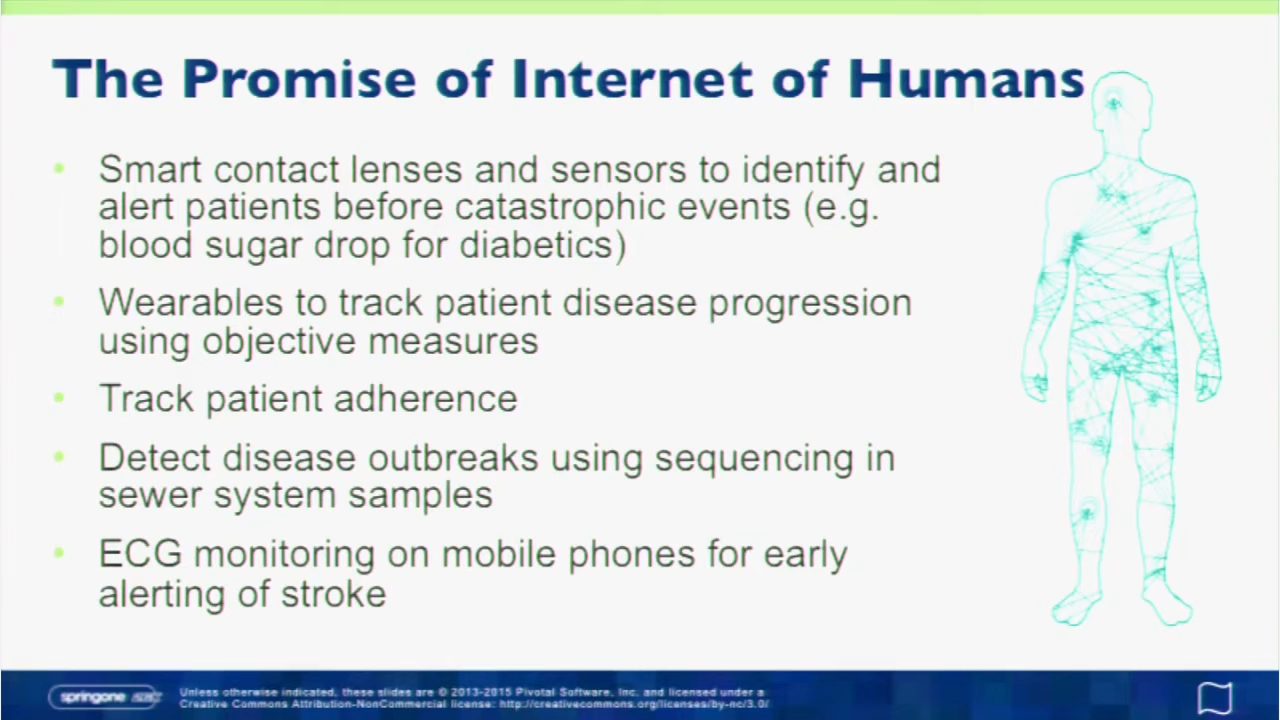 The Promise of Internet of Humans
• Smart contact lenses and sensors to identify and
alert patients before catastrophic events (e.g.
blood sugar drop for diabetics)
• Wearables to track patient disease progression
using objective measures
• Track patient adherence
• Detect disease outbreaks using sequencing in
sewer system samples
• ECG monitoring on mobile phones for early
alerting of stroke
springone
Unless otherwise indicated, these slides are © 2013-2015 Pivotal Software, Inc. and licensed under a
Creative Commons Attribution-NonCommercial license: http://creativecommons.org/licenses/by-nc/3.0/